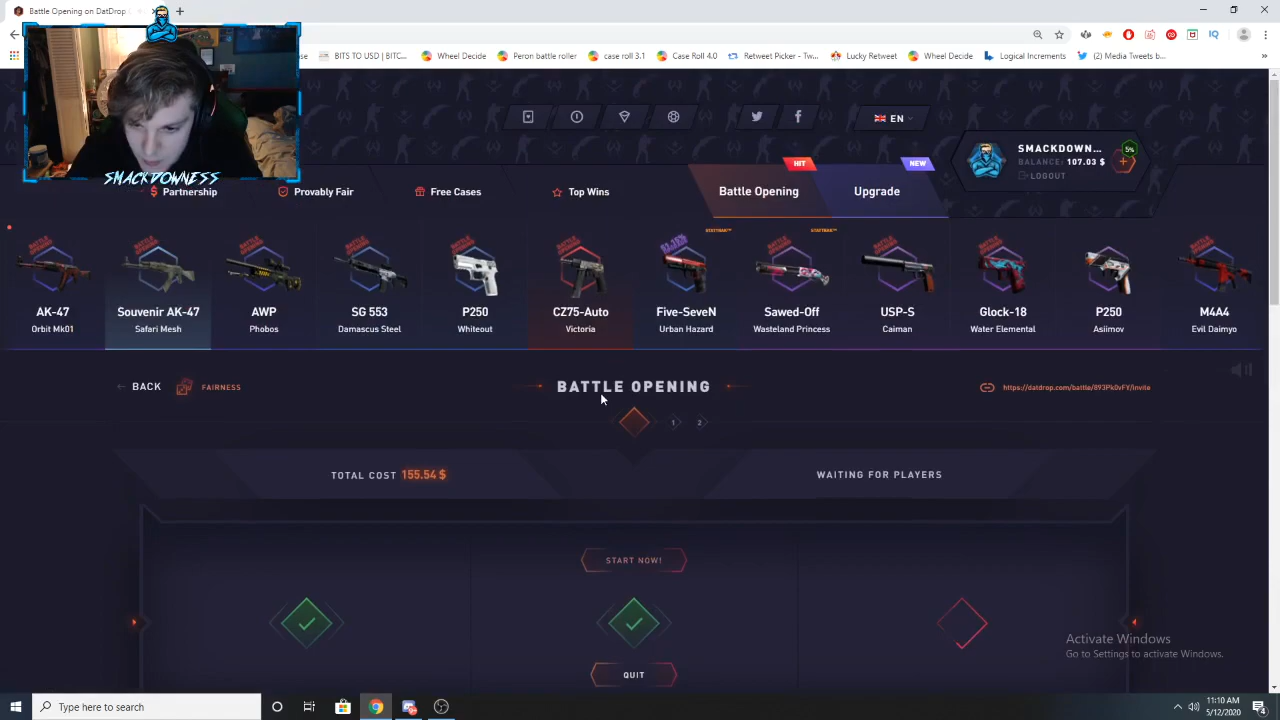 Battle Opening on DatDrop
BITS TO USD | BITC...
Wheel Decide
Peron battle roller
case roll 3.1
Case Roll 4.0
Retweet Picker - T...
Lucky Retweet
Wheel Decide
Logical Increments
(2) Media Tweets b...
EN
SMACKDOWN...
5%
BALANCE: 107.03 $
LOGOUT
SMACKDOWNESS
HIT
NEW
Partnership
Provably Fair
Free Cases
Top Wins
Battle Opening
Upgrade
STATTRAK™
STATTRAK™
AK-47
Orbit Mk01
Souvenir AK-47
Safari Mesh
AWP
Phobos
SG 553
Damascus Steel
P250
Whiteout
CZ75-Auto
Victoria
Five-SeveN
Urban Hazard
Sawed-Off
Wasteland Princess
USP-S
Caiman
Glock-18
Water Elemental
P250
Asiimov
M4A4
Evil Daimyo
BACK
FAIRNESS
BATTLE OPENING
https://datdrop.com/battle/893Pk0vFY/invite
1
2
TOTAL COST 155.54 $
WAITING FOR PLAYERS
START NOW!
QUIT
Activate Windows
Go to Settings to activate Windows.
Type here to search
11:10 AM
5/12/2020
4